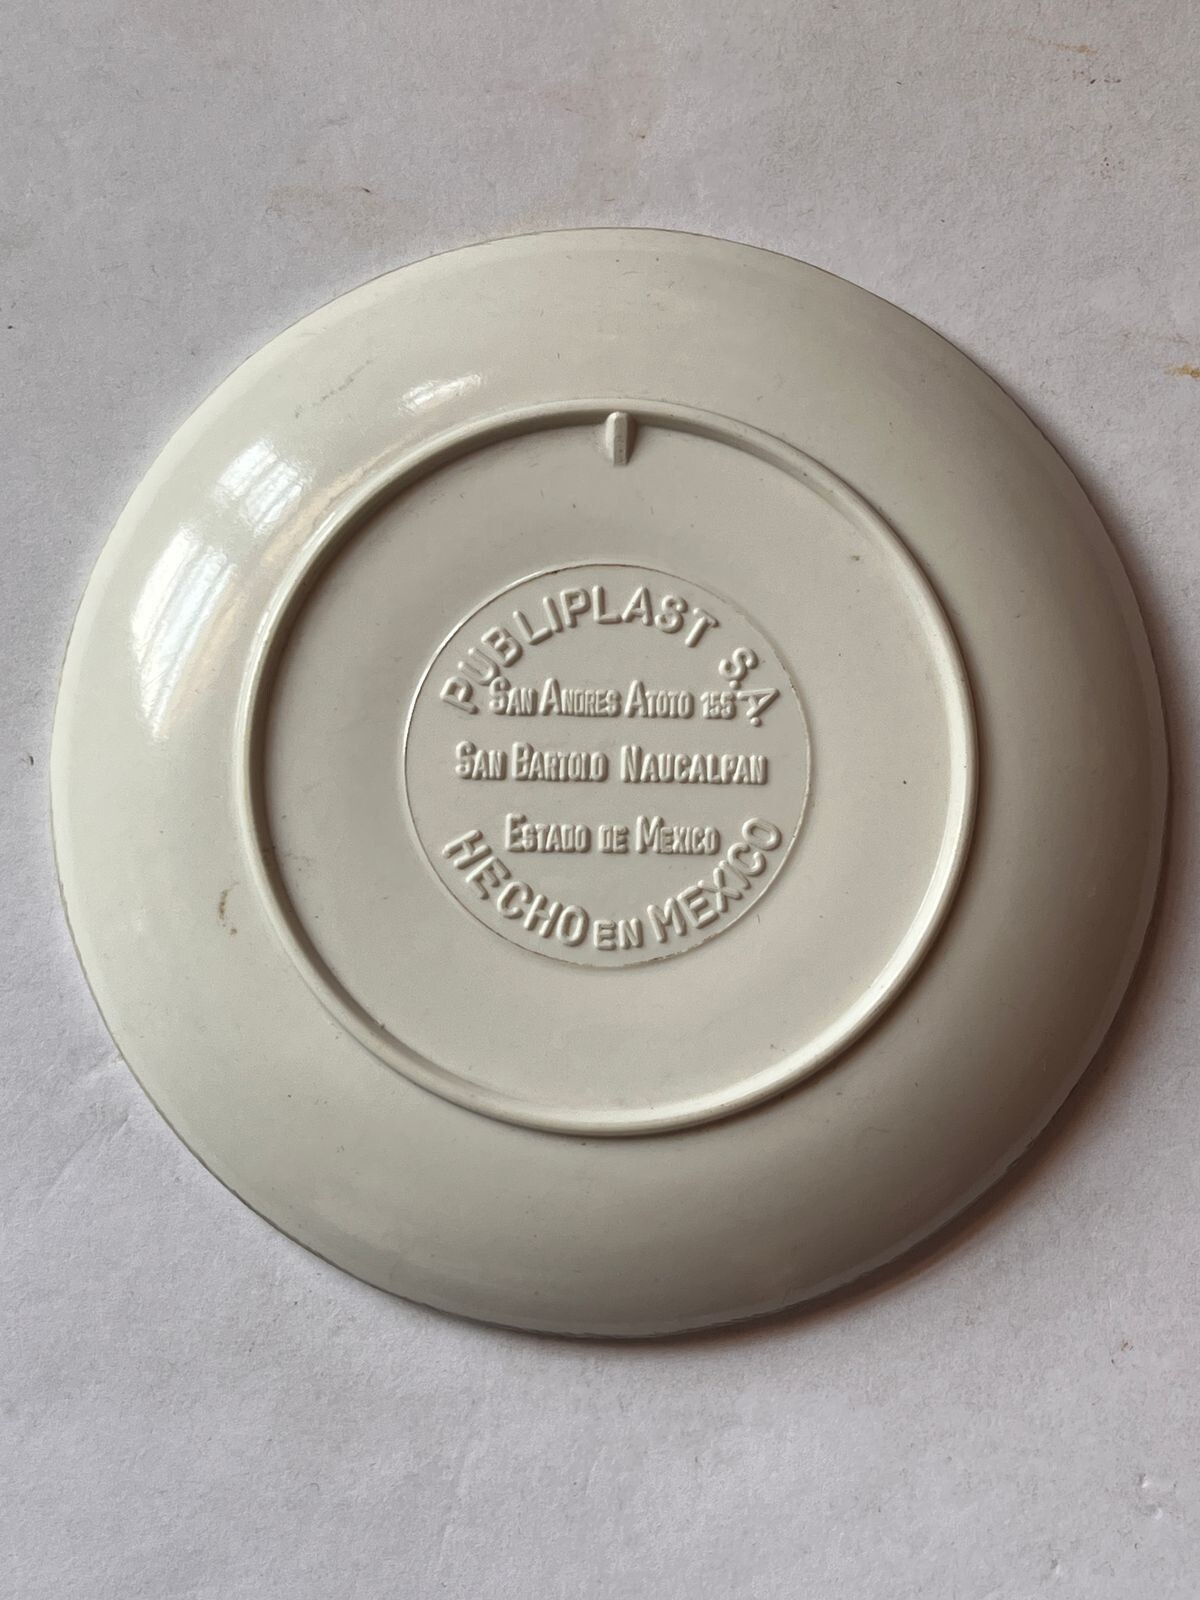 PUBLIPLAST S.A.
SAN ANDRES ATOTO 155
SAN BARTOLO NAUCALPAN
ESTADO DE MEXICO
HECHO EN MEXICO